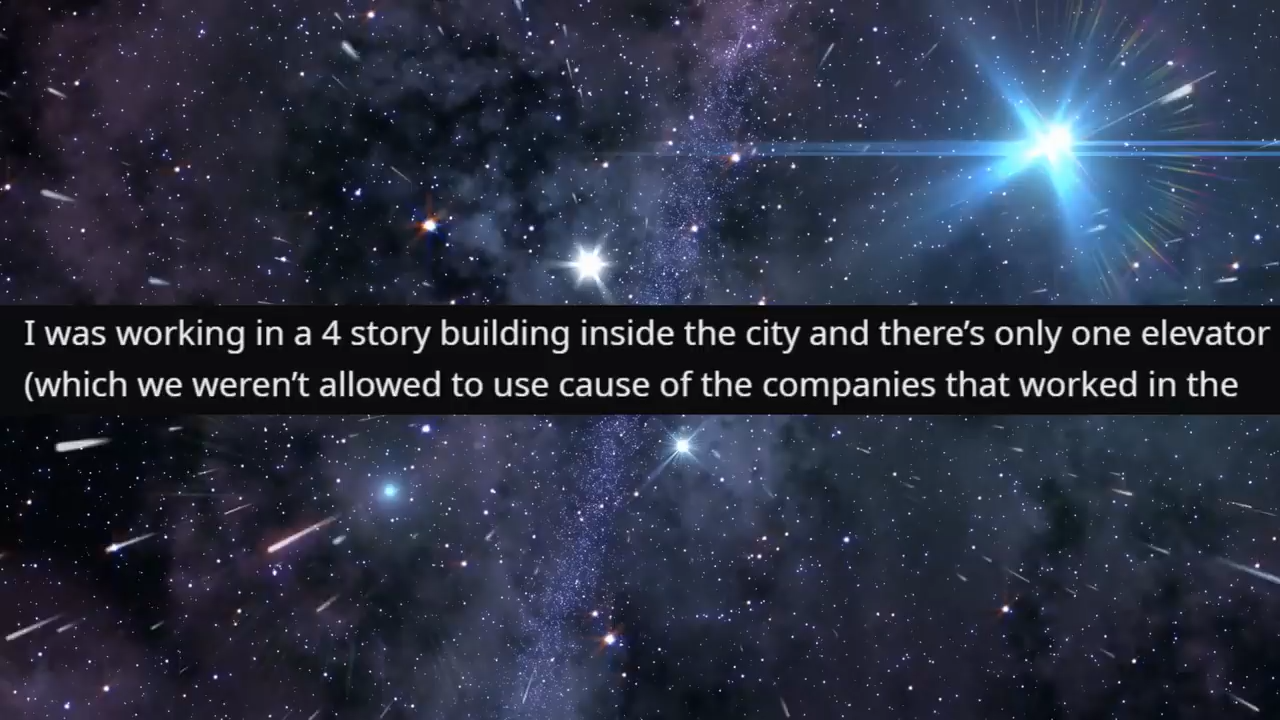 I was working in a 4 story building inside the city and there’s only one elevator
(which we weren’t allowed to use cause of the companies that worked in the